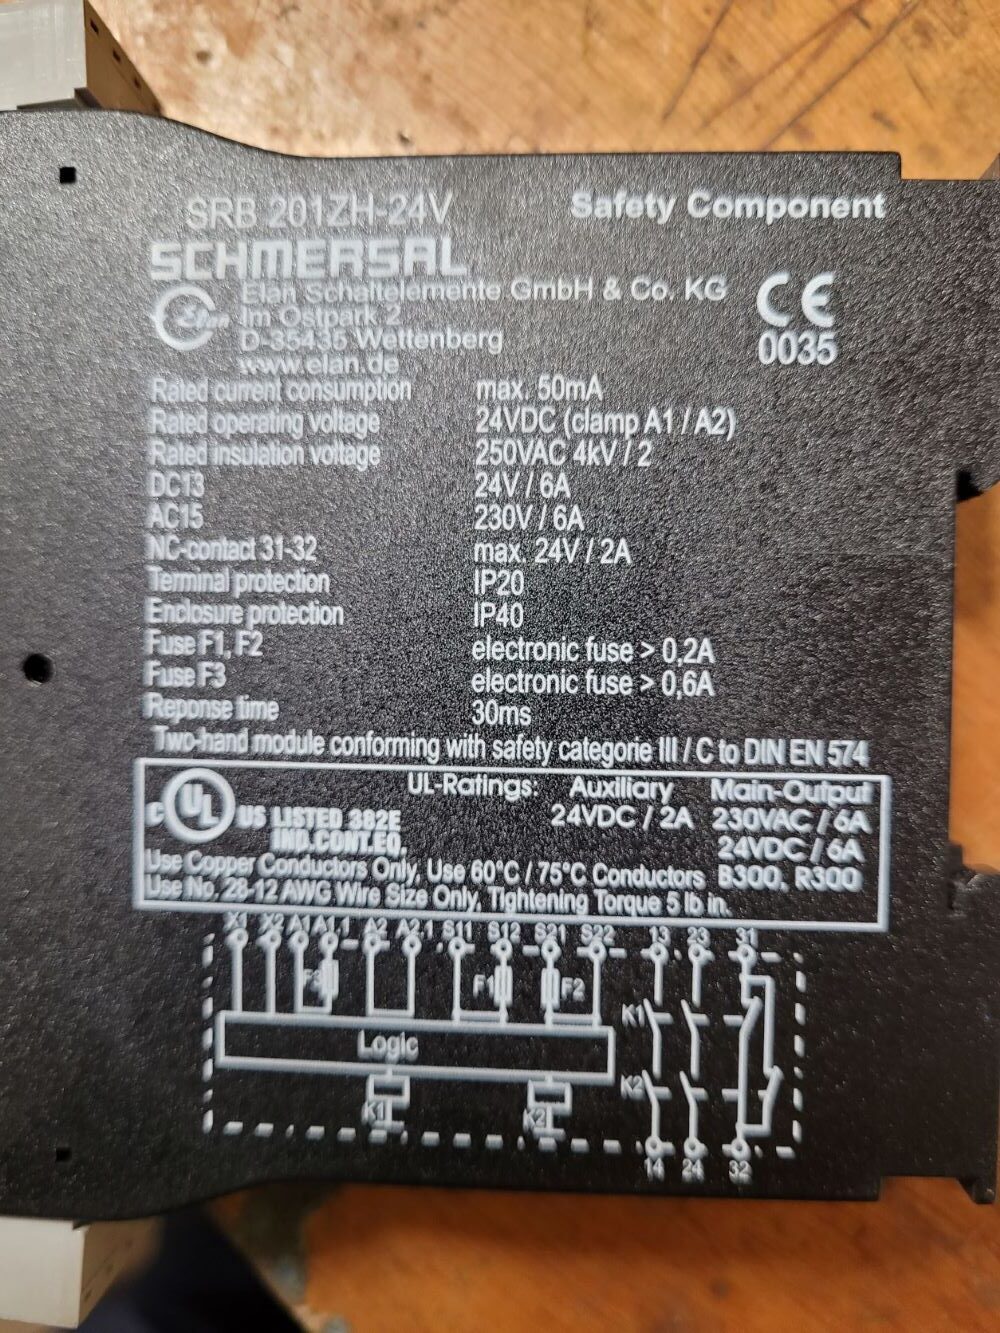 SRB 201ZH-24V Safety Component
SCHMERSAL
Elan Schaltelemente GmbH & Co. KG
Im Ostpark 2
D-35435 Wettenberg
www.elan.de
CE
0035
Rated current consumption max. 50mA
Rated operating voltage 24VDC (clamp A1 / A2)
Rated insulation voltage 250VAC 4kV / 2
DC13 24V / 6A
AC15 230V / 6A
NC-contact 31-32 max. 24V / 2A
Terminal protection IP20
Enclosure protection IP40
Fuse F1, F2 electronic fuse > 0,2A
Fuse F3 electronic fuse > 0,6A
Reponse time 30ms
Two-hand module conforming with safety categorie III / C to DIN EN 574
UL-Ratings: Auxiliary Main-Output
c UL US LISTED 382E 24VDC / 2A 230VAC / 6A
IND.CONT.EQ. 24VDC / 6A
Use Copper Conductors Only, Use 60°C / 75°C Conductors B300, R300
Use No. 28-12 AWG Wire Size Only, Tightening Torque 5 lb in.
X1 X2 A1 A1.1 A2 A2.1 S11 S12 S21 S22 13 23 31
F3 F1 F2
K1
Logic
K2
K1 K2
14 24 32